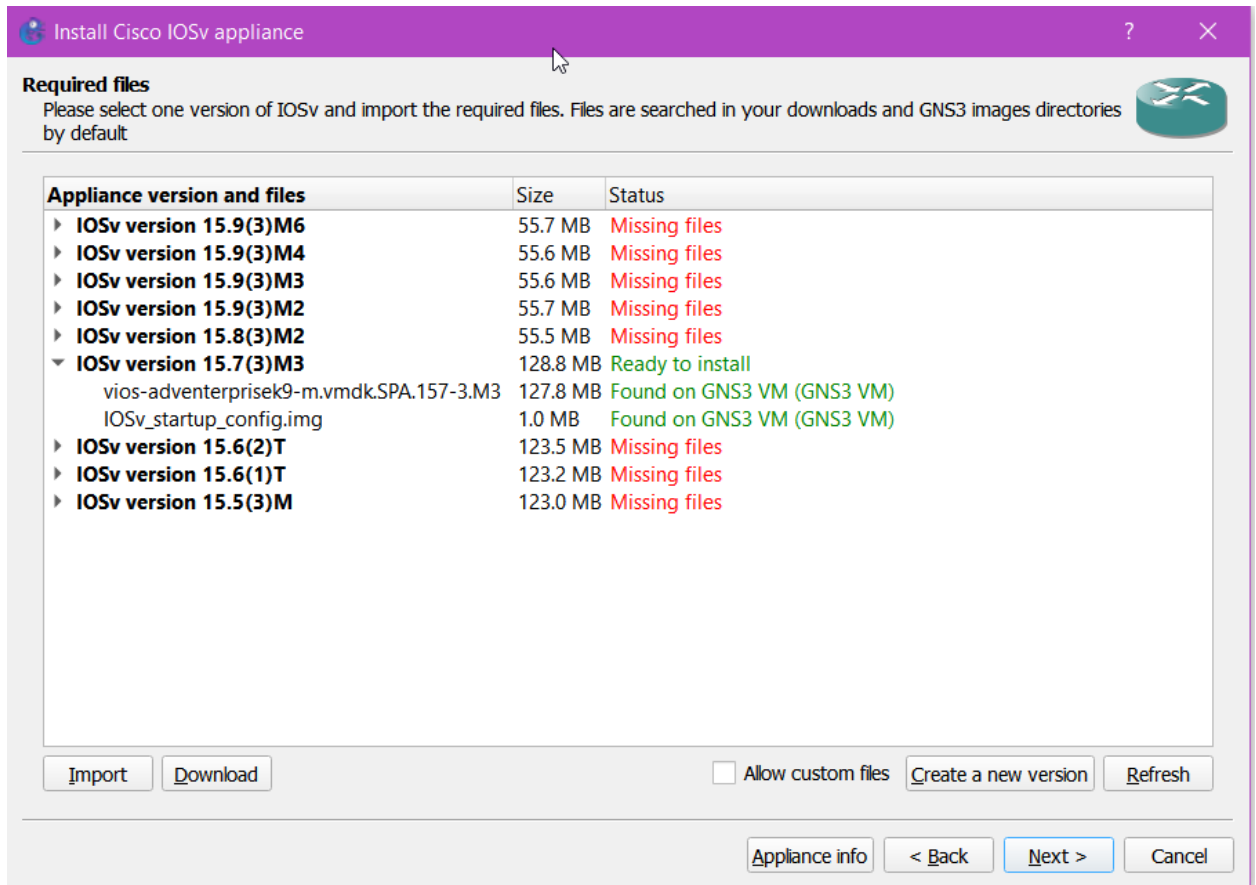 Install Cisco IOSv appliance ?
Required files
Please select one version of IOSv and import the required files. Files are searched in your downloads and GNS3 images directories
by default
Appliance version and files Size Status
IOSv version 15.9(3)M6 55.7 MB Missing files
IOSv version 15.9(3)M4 55.6 MB Missing files
IOSv version 15.9(3)M3 55.6 MB Missing files
IOSv version 15.9(3)M2 55.7 MB Missing files
IOSv version 15.8(3)M2 55.5 MB Missing files
IOSv version 15.7(3)M3 128.8 MB Ready to install
vios-adventerprisek9-m.vmdk.SPA.157-3.M3 127.8 MB Found on GNS3 VM (GNS3 VM)
IOSv_startup_config.img 1.0 MB Found on GNS3 VM (GNS3 VM)
IOSv version 15.6(2)T 123.5 MB Missing files
IOSv version 15.6(1)T 123.2 MB Missing files
IOSv version 15.5(3)M 123.0 MB Missing files
Import Download Allow custom files Create a new version Refresh
Appliance info < Back Next > Cancel